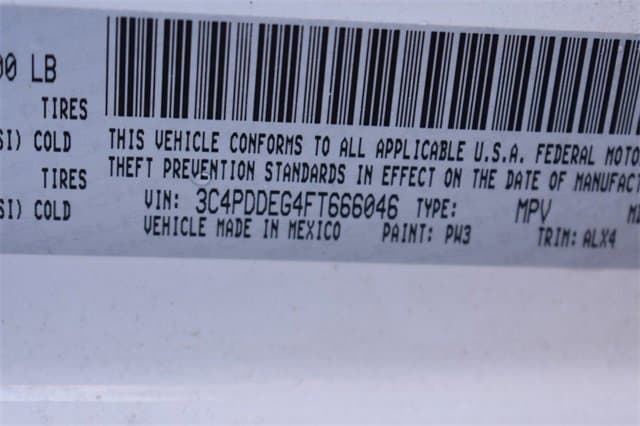 LB
TIRES
COLD
TIRES
COLD
THIS VEHICLE CONFORMS TO ALL APPLICABLE U.S.A. FEDERAL
THEFT PREVENTION STANDARDS IN EFFECT ON THE DATE OF
VIN: 3C4PDDEG4FT666046 TYPE: MPV
VEHICLE MADE IN MEXICO PAINT: PW3 TRIM: ALX4